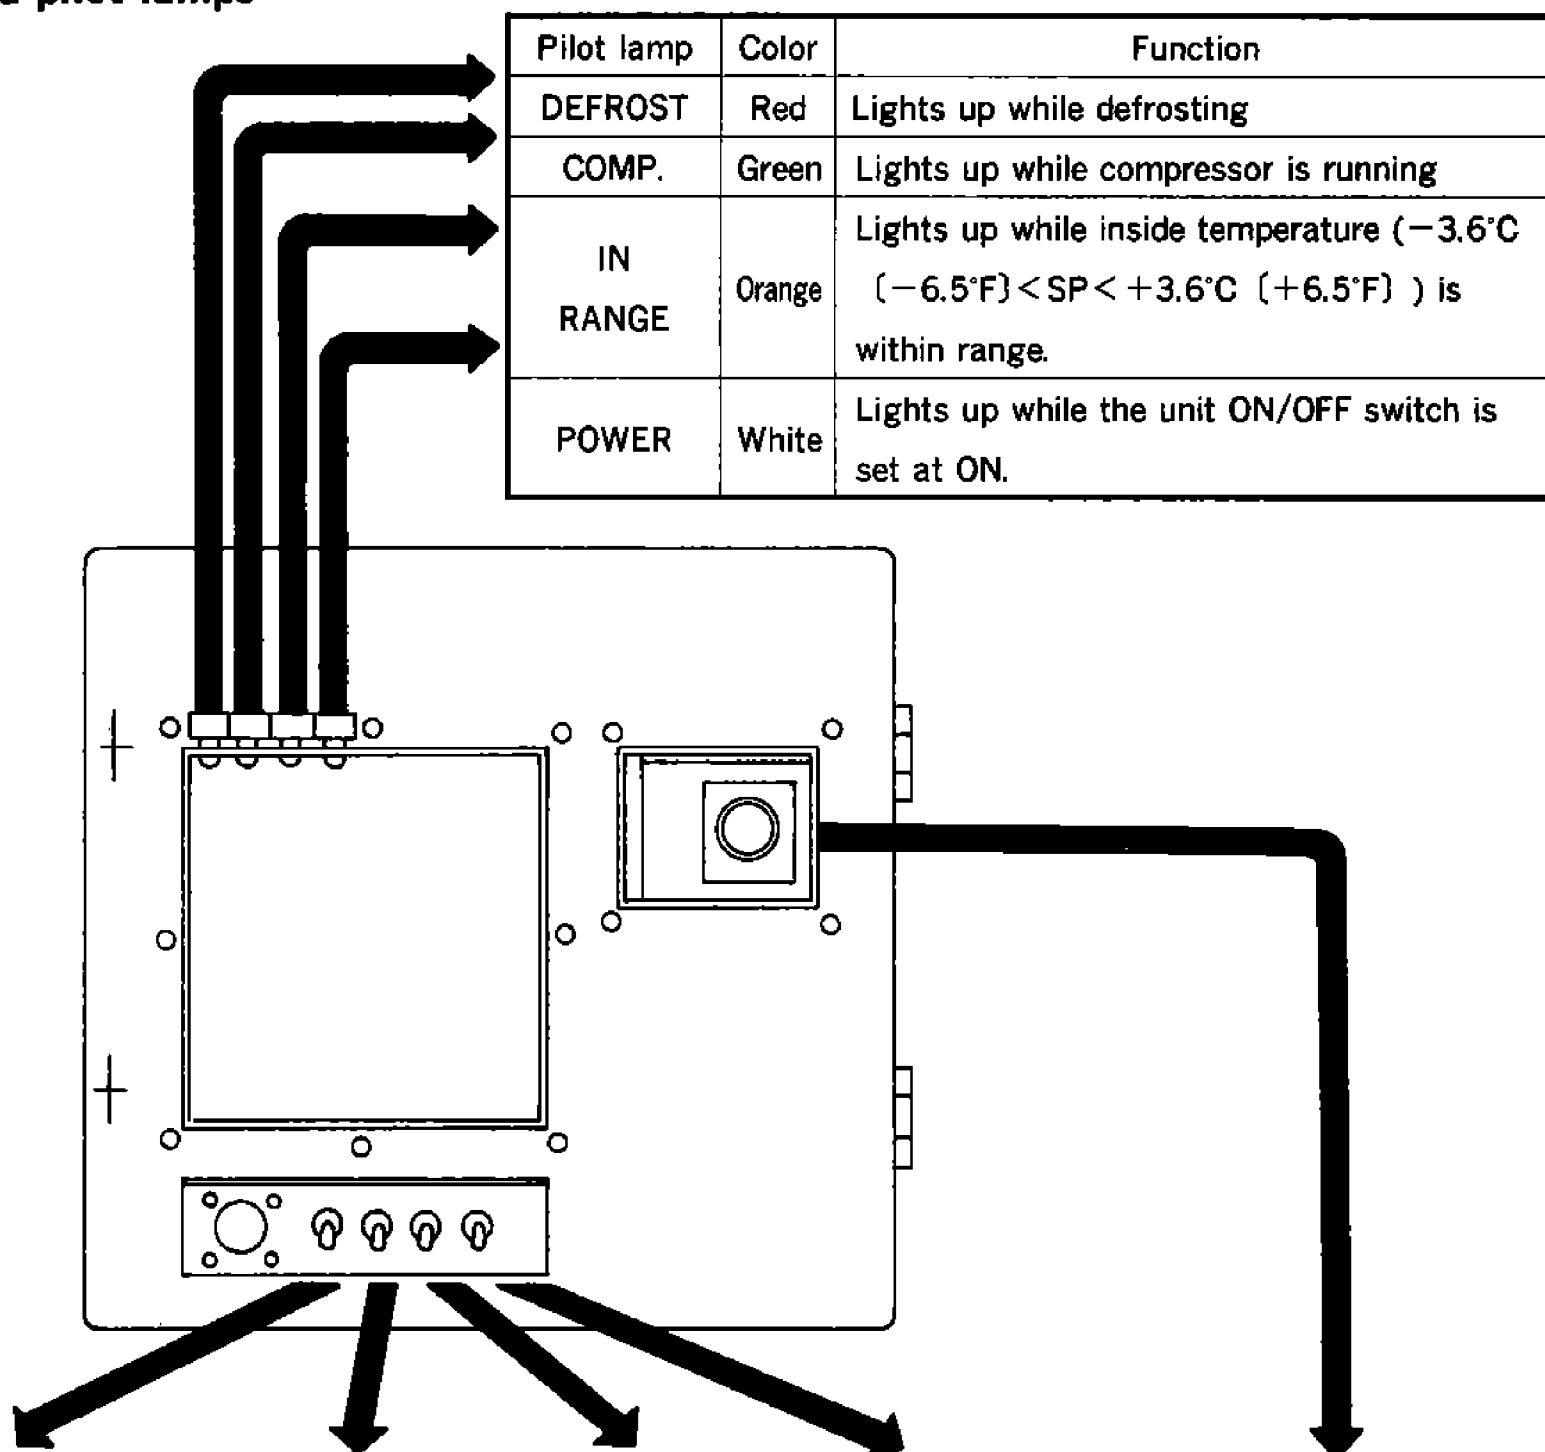 pilot lamps
Pilot lamp Color Function
DEFROST Red Lights up while defrosting
COMP. Green Lights up while compressor is running
IN RANGE Orange Lights up while inside temperature (−3.6°C
〔−6.5°F〕<SP<+3.6°C 〔+6.5°F〕 ) is
within range.
POWER White Lights up while the unit ON/OFF switch is
set at ON.